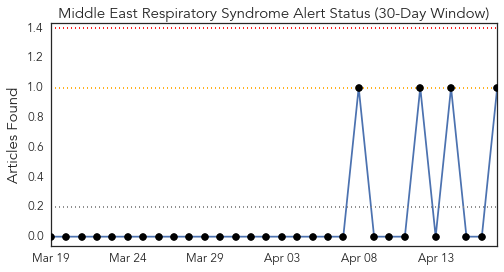 Middle East Respiratory Syndrome Alert Status (30-Day Window)
Articles Found
1.4
1.2
1.0
0.8
0.6
0.4
0.2
0.0
Mar 19 Mar 24 Mar 29 Apr 03 Apr 08 Apr 13